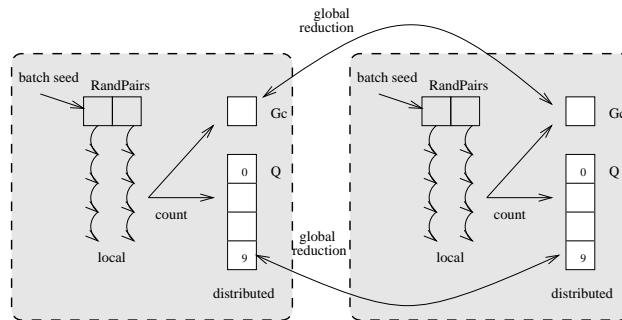 global
reduction
batch seed
RandPairs
Gc
0
Q
count
local
9
distributed
global
reduction
batch seed
RandPairs
Gc
0
Q
count
local
9
distributed